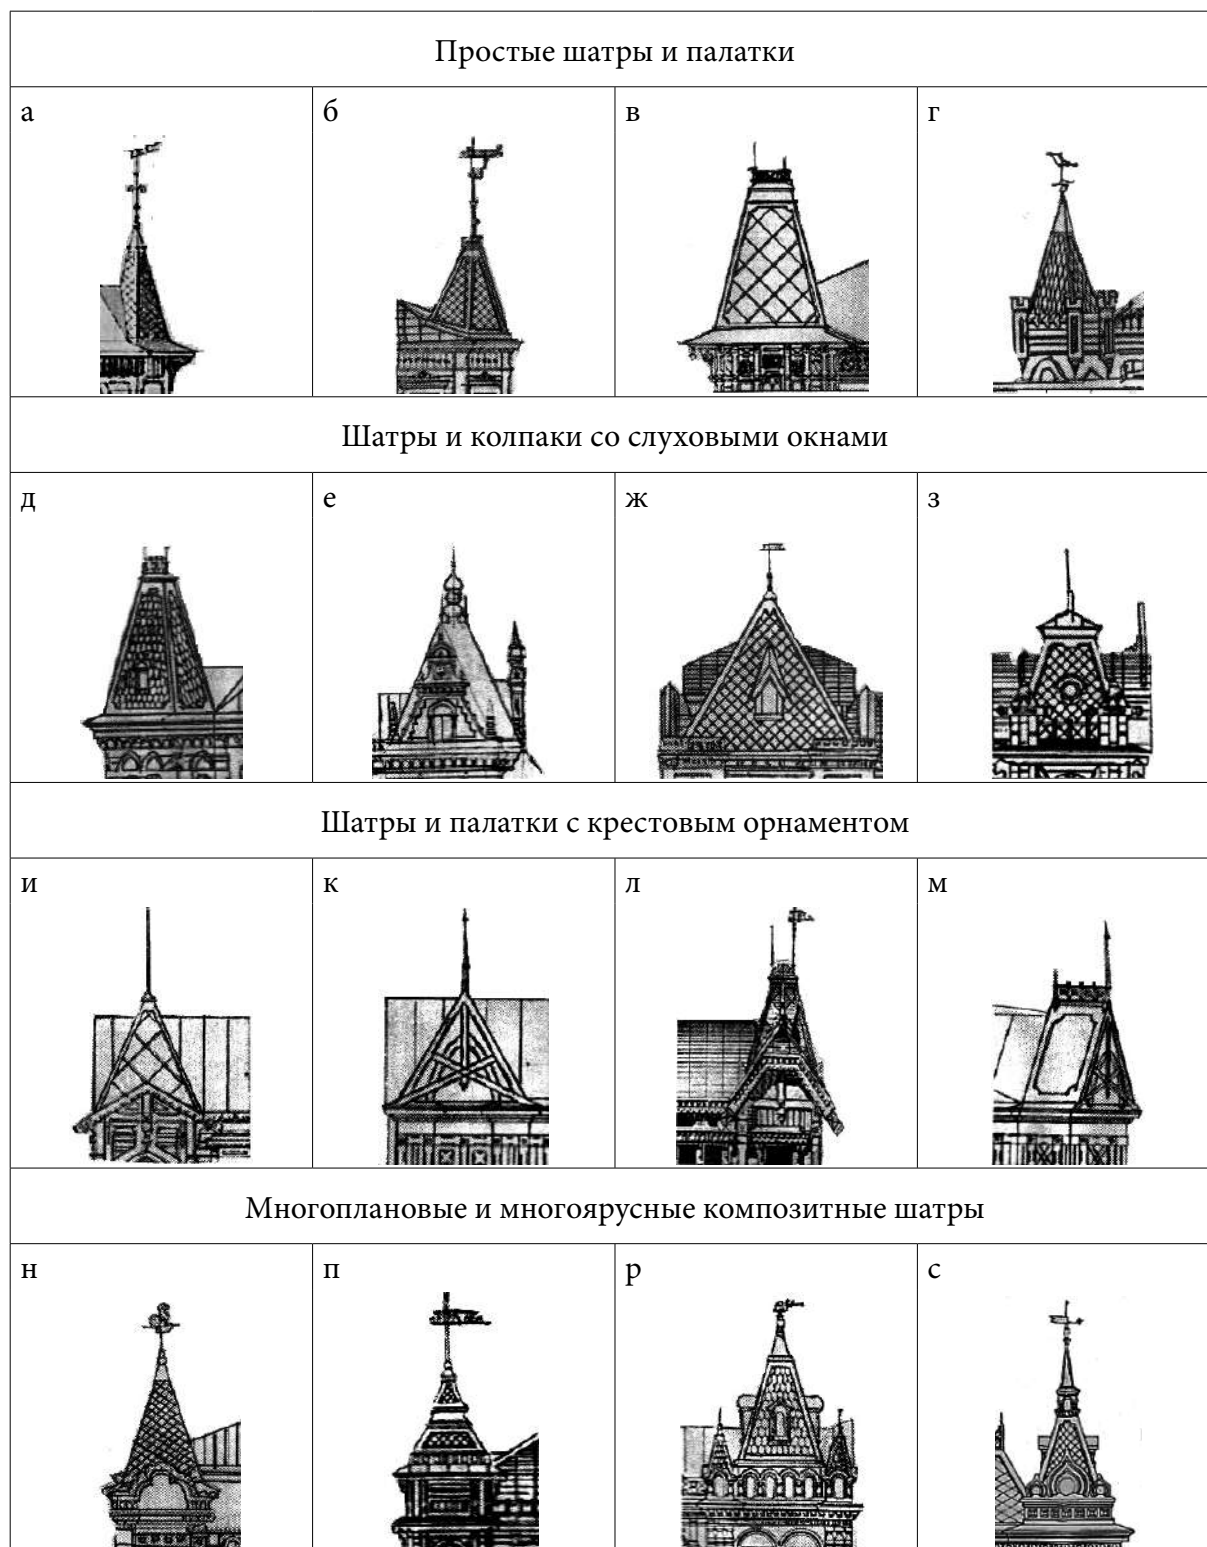 Простые шатры и палатки
а б в г
Шатры и колпаки со слуховыми окнами
д е ж з
Шатры и палатки с крестовым орнаментом
и к л м
Многоплановые и многоярусные композитные шатры
н п р с